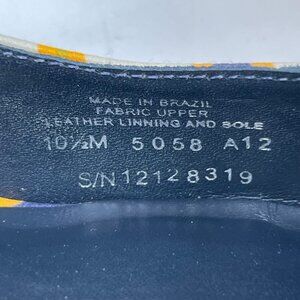 MADE IN BRAZIL
FABRIC UPPER
LEATHER LINNING AND SOLE
10½M 5058 A12
S/N12128319